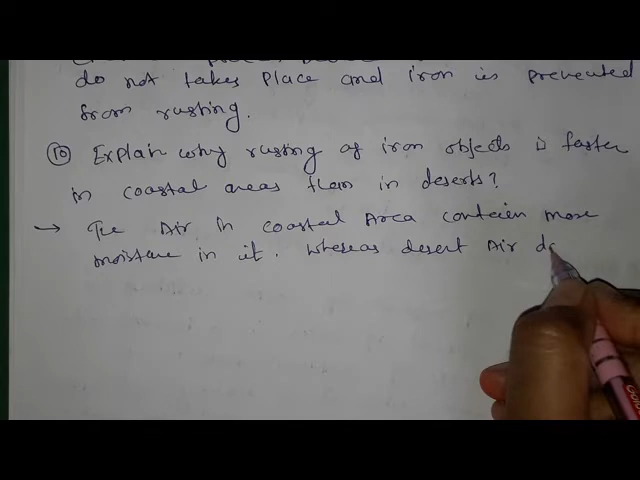 do not takes place and iron is prevented
from rusting.
10 Explain why rusting of iron objects is faster
in coastal areas than in deserts?
→ The Air in coastal Area contain more
moisture in it. Whereas desert Air do